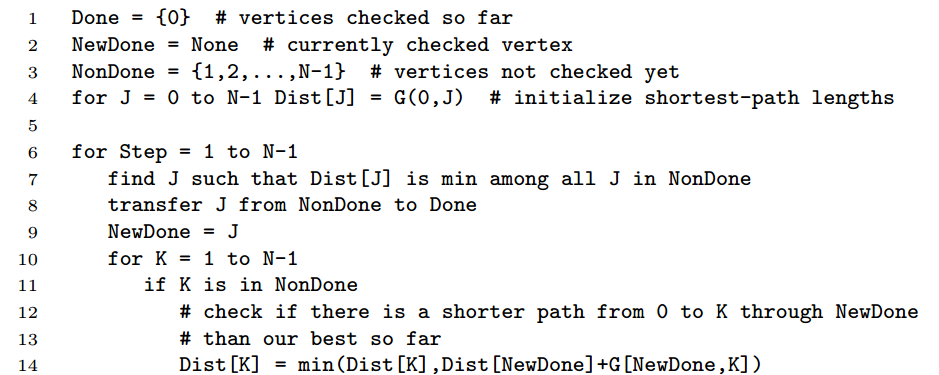 1 Done = {0} # vertices checked so far
2 NewDone = None # currently checked vertex
3 NonDone = {1,2,...,N-1} # vertices not checked yet
4 for J = 0 to N-1 Dist[J] = G(0,J) # initialize shortest-path lengths
5
6 for Step = 1 to N-1
7 find J such that Dist[J] is min among all J in NonDone
8 transfer J from NonDone to Done
9 NewDone = J
10 for K = 1 to N-1
11 if K is in NonDone
12 # check if there is a shorter path from 0 to K through NewDone
13 # than our best so far
14 Dist[K] = min(Dist[K],Dist[NewDone]+G[NewDone,K])